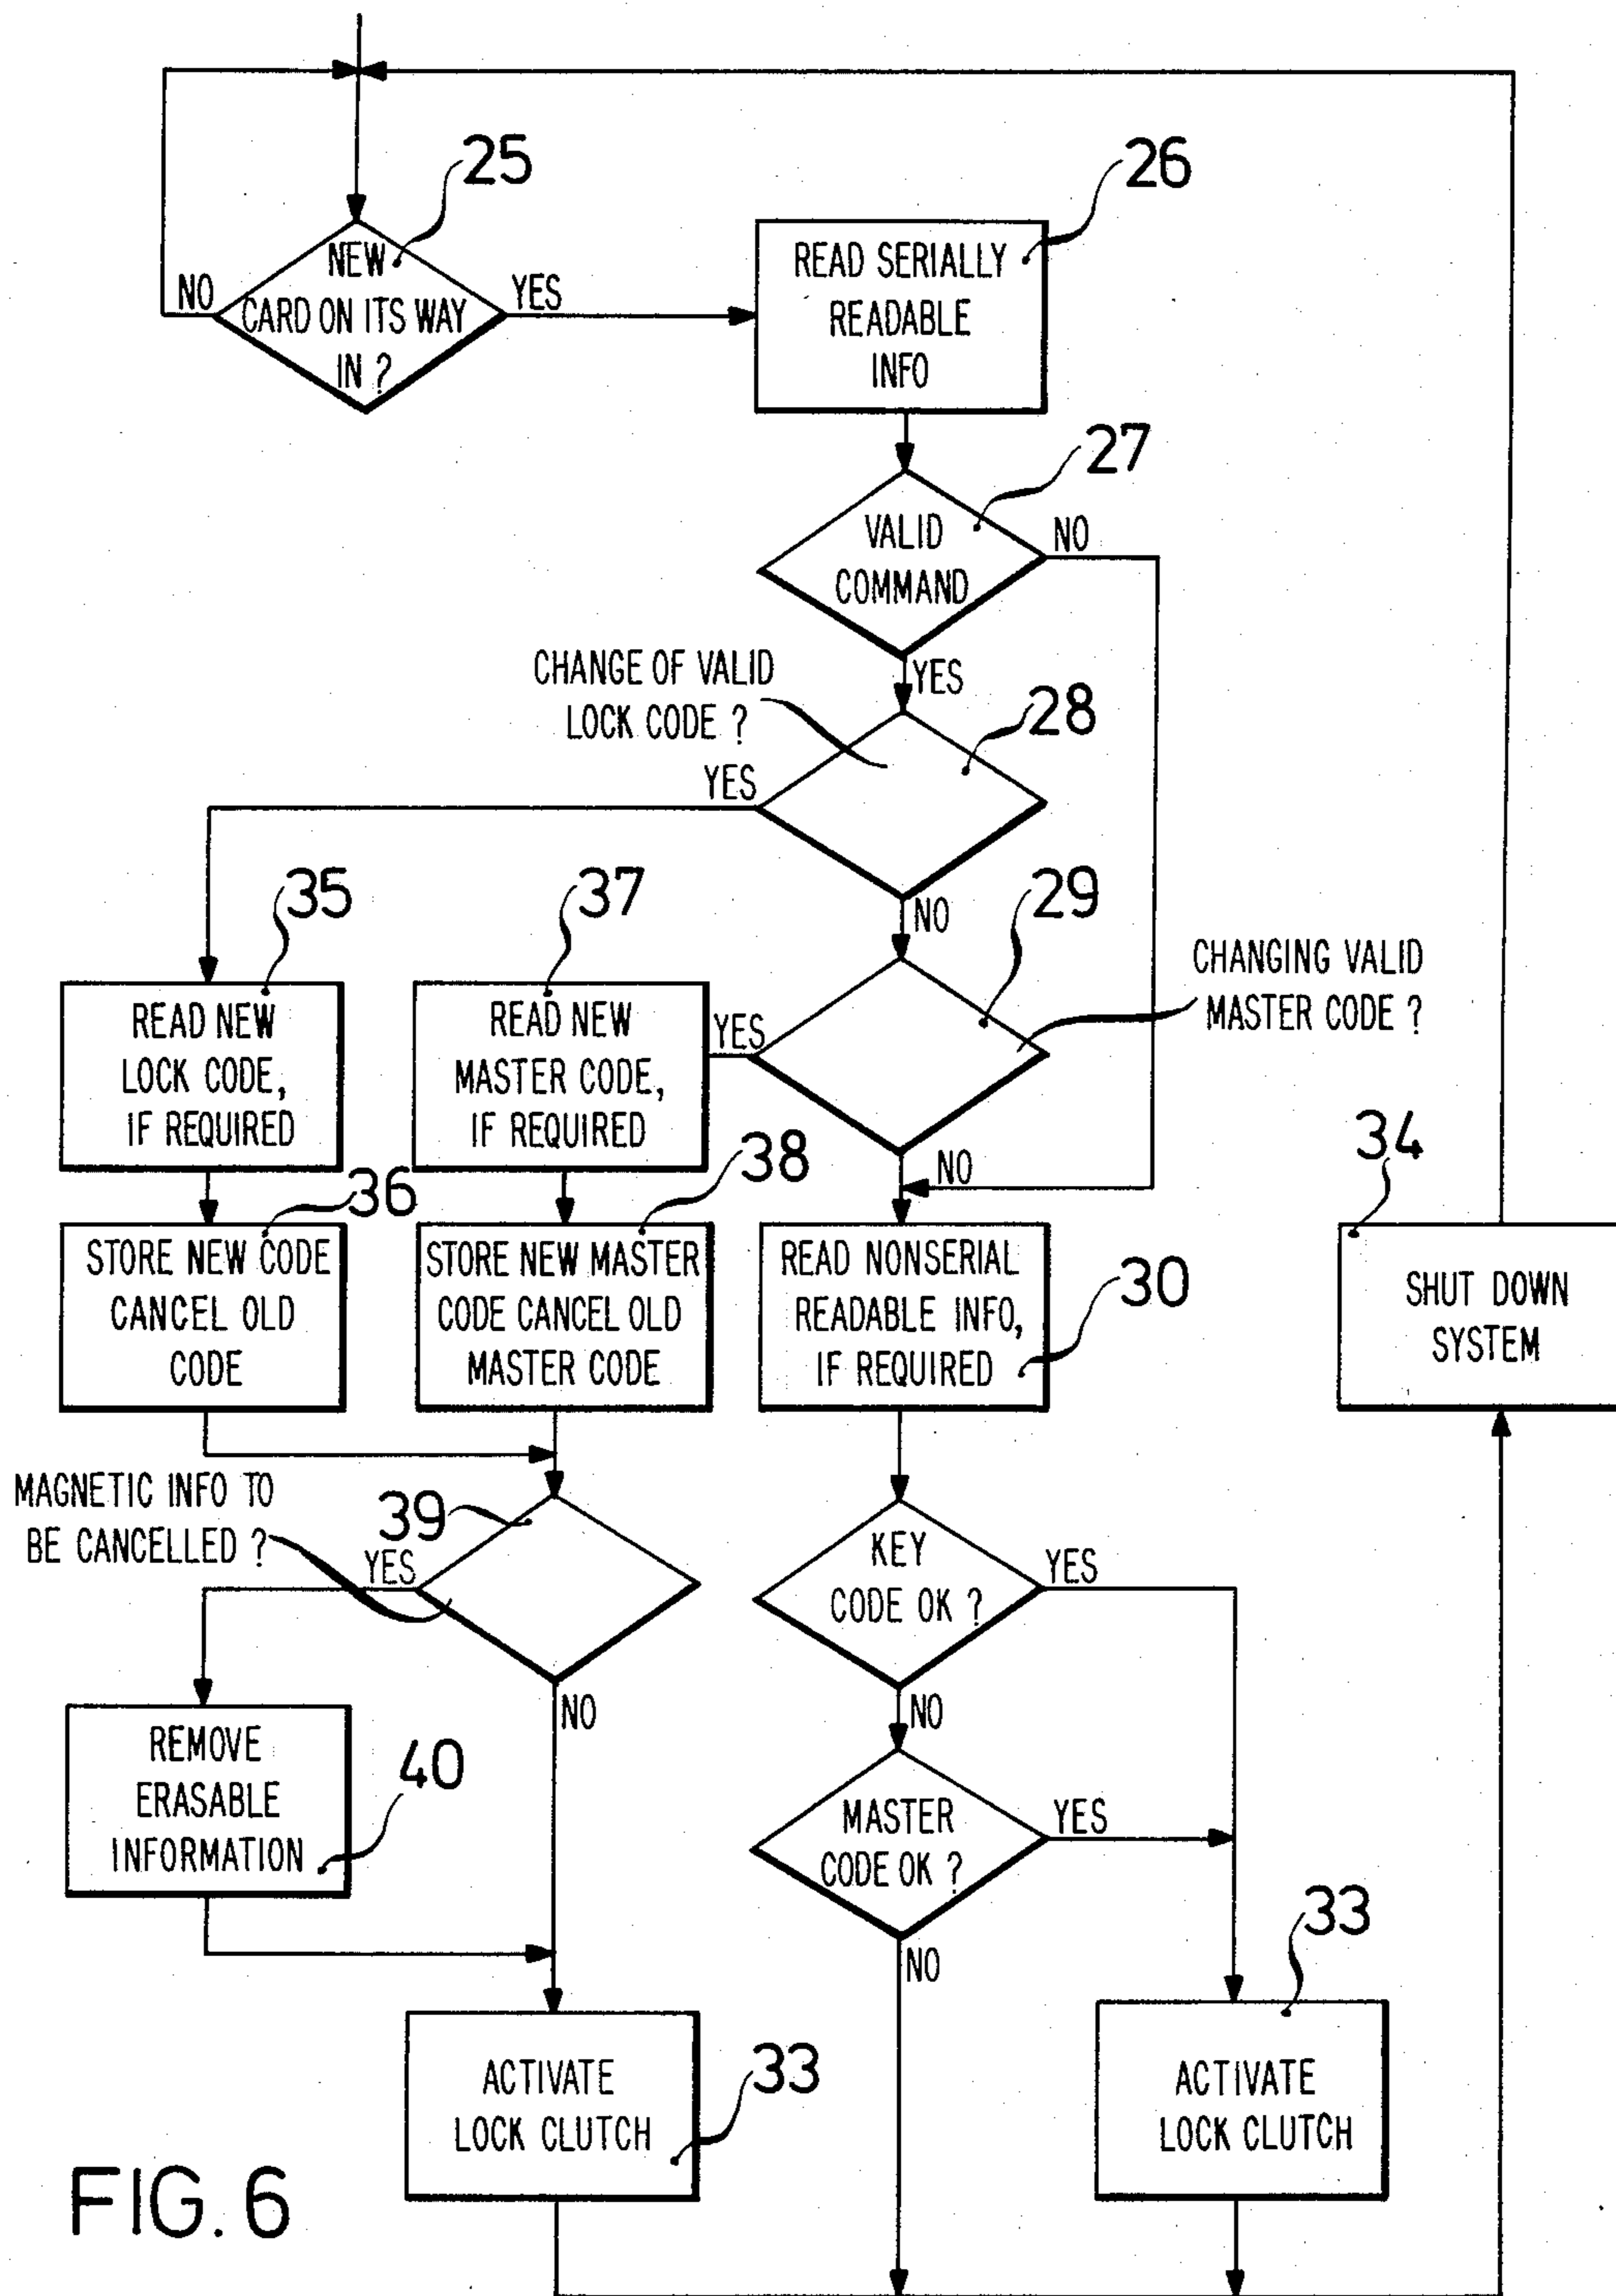 25
26
NEW
CARD ON ITS WAY
IN ?
NO
YES
READ SERIALLY
READABLE
INFO
27
VALID
COMMAND
NO
YES
CHANGE OF VALID
LOCK CODE ?
28
YES
NO
35
37
29
CHANGING VALID
MASTER CODE ?
READ NEW
LOCK CODE,
IF REQUIRED
READ NEW
MASTER CODE,
IF REQUIRED
YES
NO
36
38
34
STORE NEW CODE
CANCEL OLD
CODE
STORE NEW MASTER
CODE CANCEL OLD
MASTER CODE
READ NONSERIAL
READABLE INFO,
IF REQUIRED
30
SHUT DOWN
SYSTEM
MAGNETIC INFO TO
BE CANCELLED ?
39
YES
NO
KEY
CODE OK ?
YES
NO
REMOVE
ERASABLE
INFORMATION
40
MASTER
CODE OK ?
YES
NO
33
ACTIVATE
LOCK CLUTCH
33
ACTIVATE
LOCK CLUTCH
FIG. 6